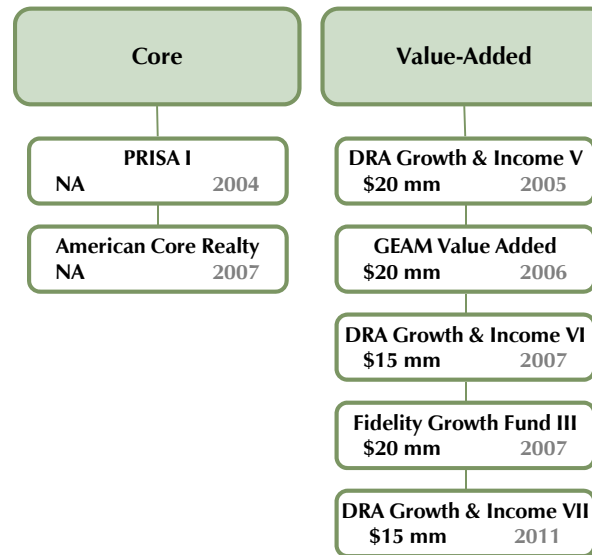 Core
PRISA I
NA 2004
American Core Realty
NA 2007
Value-Added
DRA Growth & Income V
$20 mm 2005
GEAM Value Added
$20 mm 2006
DRA Growth & Income VI
$15 mm 2007
Fidelity Growth Fund III
$20 mm 2007
DRA Growth & Income VII
$15 mm 2011